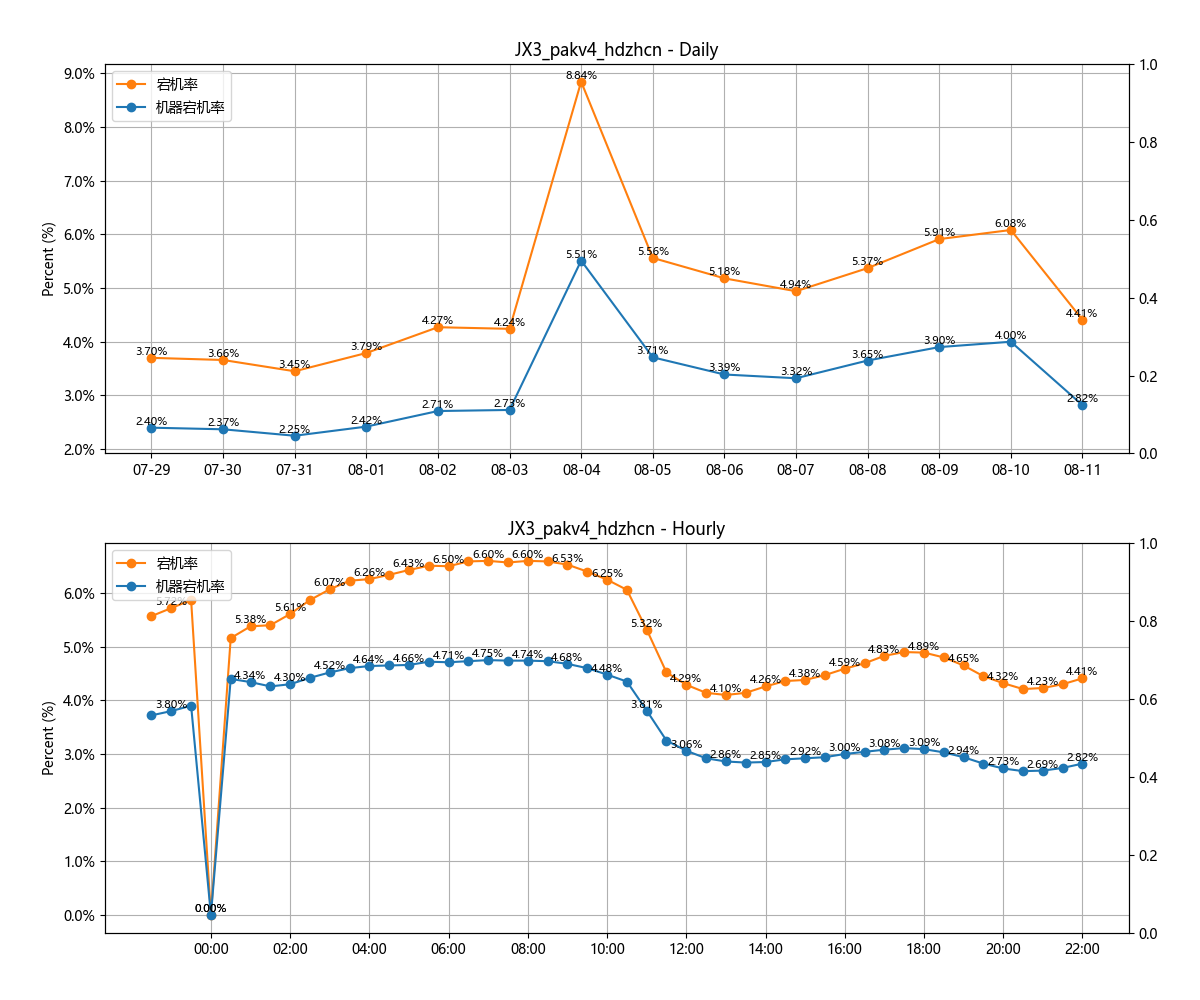 JX3_pakv4_hdzhcn - Daily
宕机率
机器宕机率
Percent (%)
9.0%
8.0%
7.0%
6.0%
5.0%
4.0%
3.0%
2.0%
1.0
0.8
0.6
0.4
0.2
0.0
3.70% 3.66% 3.45% 3.79% 4.27% 4.24% 8.84% 5.56% 5.18% 4.94% 5.37% 5.91% 6.08% 4.41%
2.40% 2.37% 2.25% 2.42% 2.71% 2.73% 5.51% 3.71% 3.39% 3.32% 3.65% 3.90% 4.00% 2.82%
07-29 07-30 07-31 08-01 08-02 08-03 08-04 08-05 08-06 08-07 08-08 08-09 08-10 08-11
JX3_pakv4_hdzhcn - Hourly
宕机率
机器宕机率
Percent (%)
6.0%
5.0%
4.0%
3.0%
2.0%
1.0%
0.0%
1.0
0.8
0.6
0.4
0.2
0.0
5.72% 0.00% 5.38% 5.61% 6.07% 6.26% 6.43% 6.50% 6.60% 6.60% 6.53% 6.25% 5.32% 4.29% 4.10% 4.26% 4.38% 4.59% 4.83% 4.89% 4.65% 4.32% 4.23% 4.41%
3.80% 0.00% 4.34% 4.30% 4.52% 4.64% 4.66% 4.71% 4.75% 4.74% 4.68% 4.48% 3.81% 3.06% 2.86% 2.85% 2.92% 3.00% 3.08% 3.09% 2.94% 2.73% 2.69% 2.82%
00:00 02:00 04:00 06:00 08:00 10:00 12:00 14:00 16:00 18:00 20:00 22:00